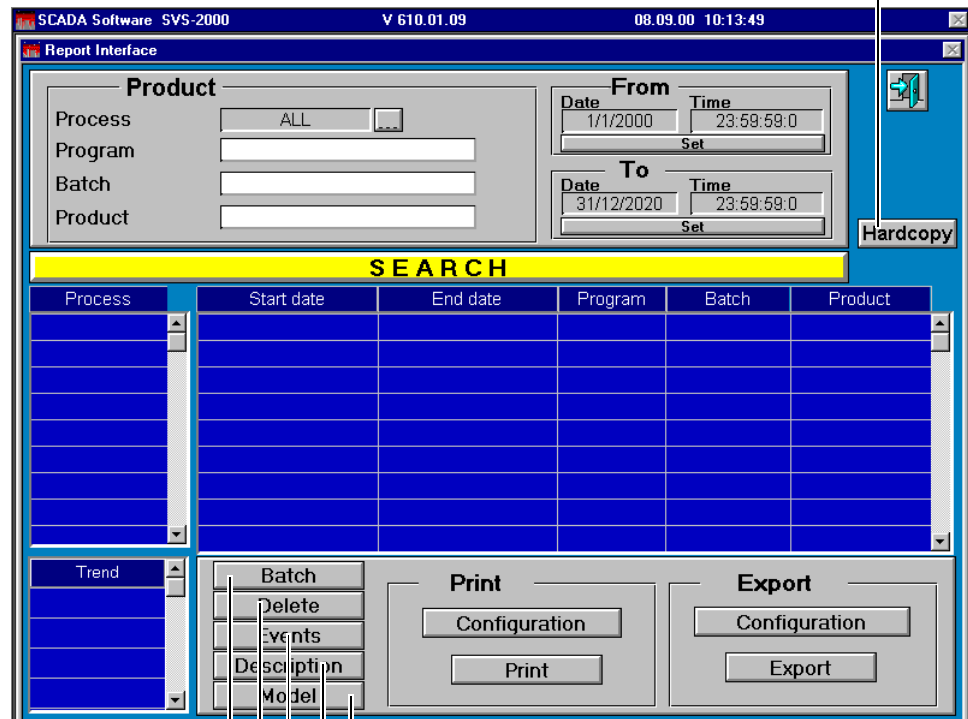 SCADA Software SVS-2000 V 610.01.09 08.09.00 10:13:49
Report Interface
Product
Process ALL ...
Program
Batch
Product
From
Date Time
1/1/2000 23:59:59:0
Set
To
Date Time
31/12/2020 23:59:59:0
Set
Hardcopy
SEARCH
Process Start date End date Program Batch Product
Trend
Batch
Delete
Events
Description
Model
Print
Configuration
Print
Export
Configuration
Export